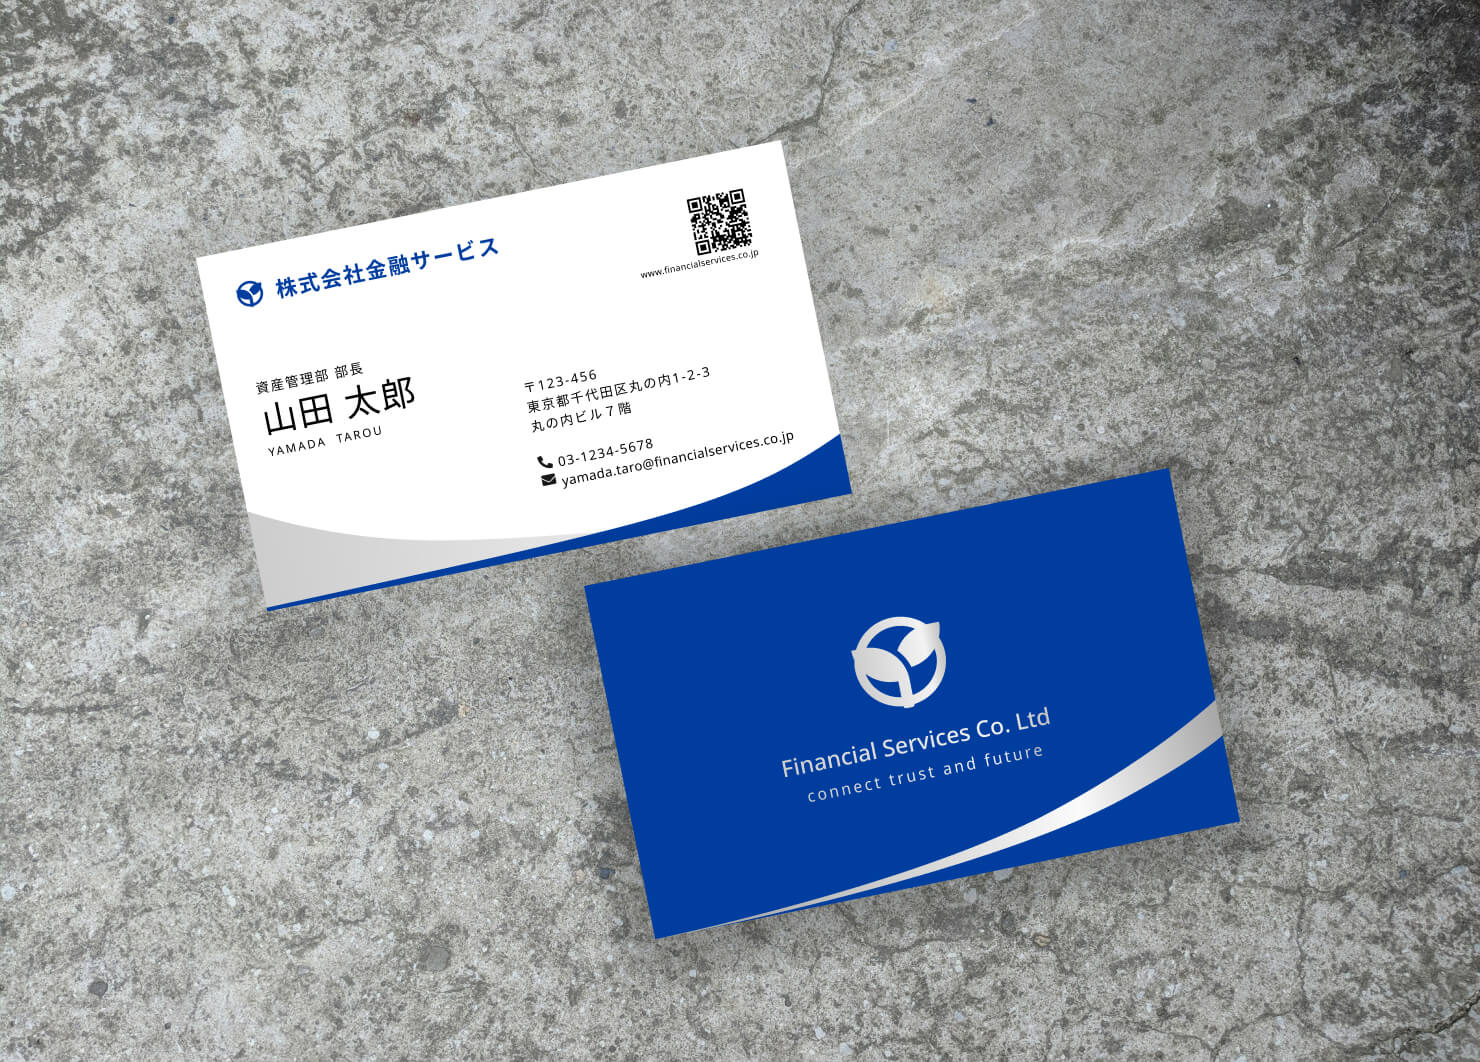 株式会社金融サービス
www.financialservices.co.jp
資産管理部 部長
山田 太郎
YAMADA TAROU
〒123-456
東京都千代田区丸の内1-2-3
丸の内ビル７階
03-1234-5678
yamada.taro@financialservices.co.jp
Financial Services Co. Ltd
connect trust and future